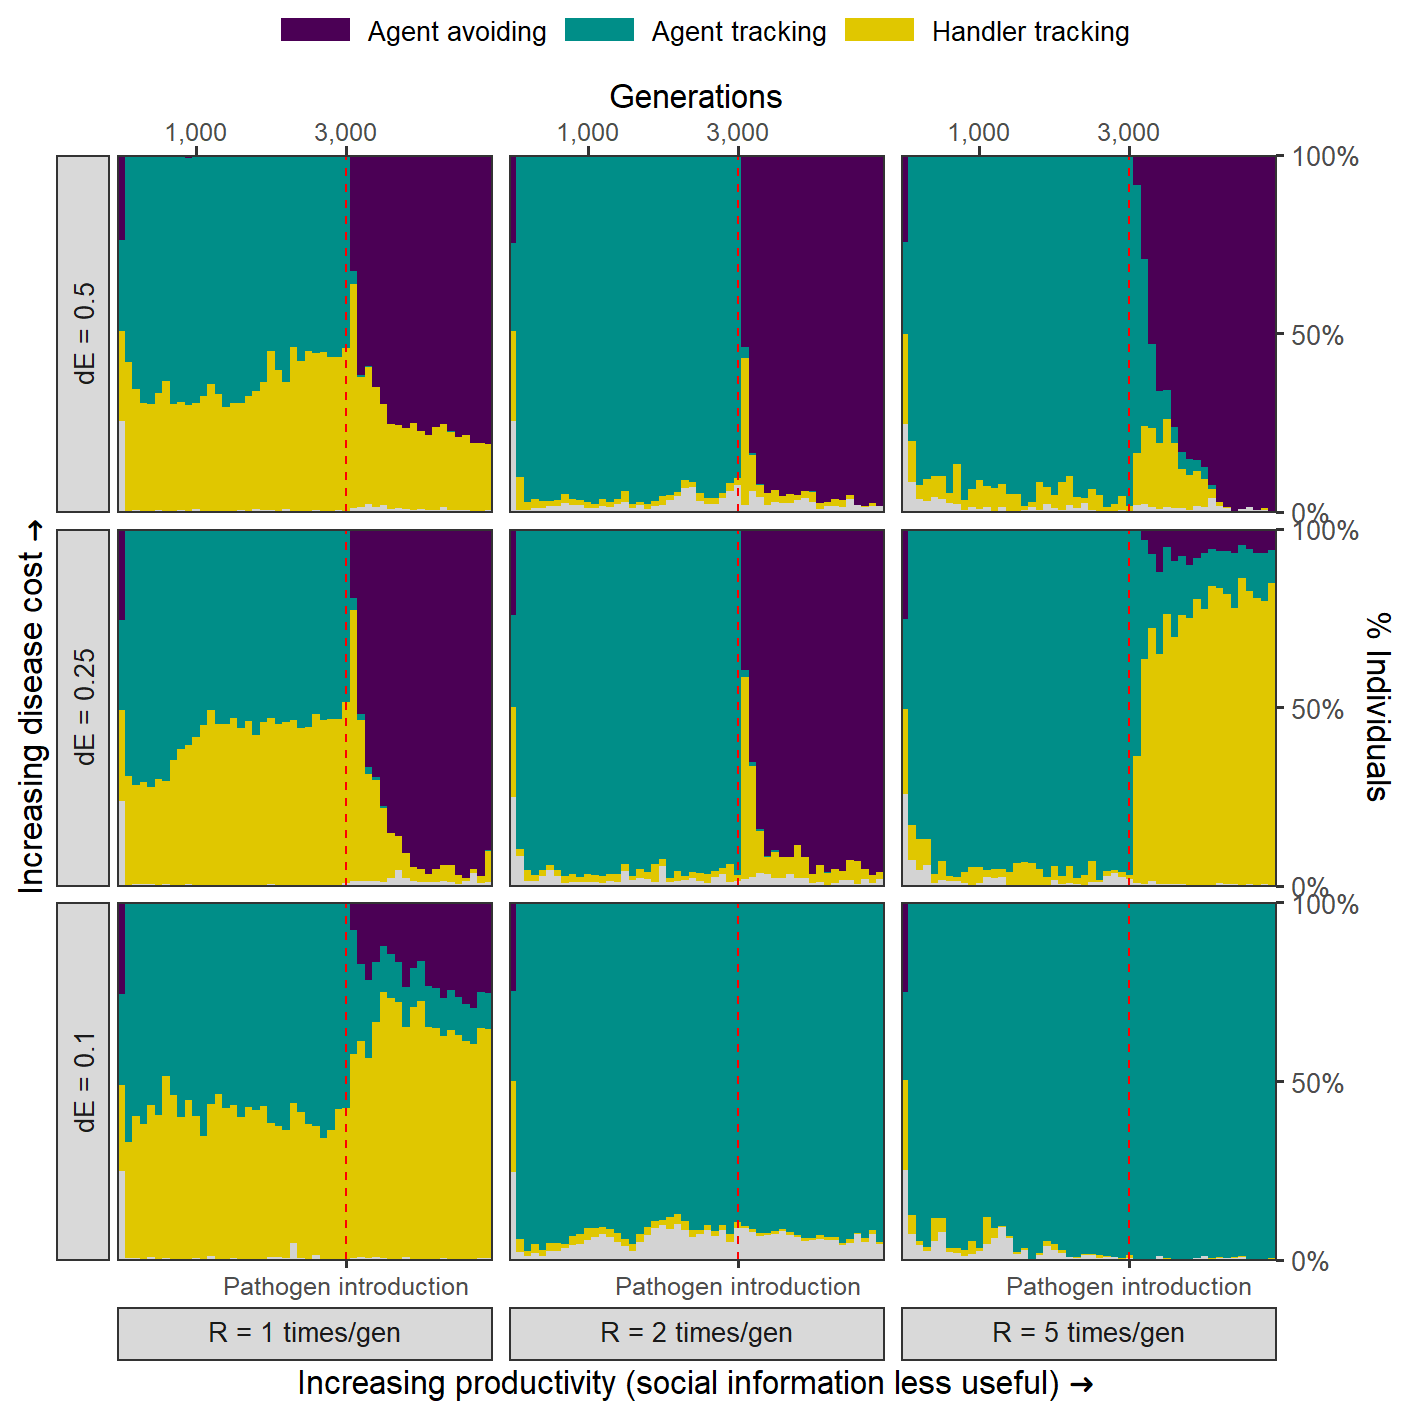 Agent avoiding Agent tracking Handler tracking
Generations
1,000 3,000 1,000 3,000 1,000 3,000
dE = 0.5
100%
50%
0%
dE = 0.25
100%
50%
0%
dE = 0.1
100%
50%
0%
Increasing disease cost →
% Individuals
Pathogen introduction Pathogen introduction Pathogen introduction
R = 1 times/gen R = 2 times/gen R = 5 times/gen
Increasing productivity (social information less useful) →